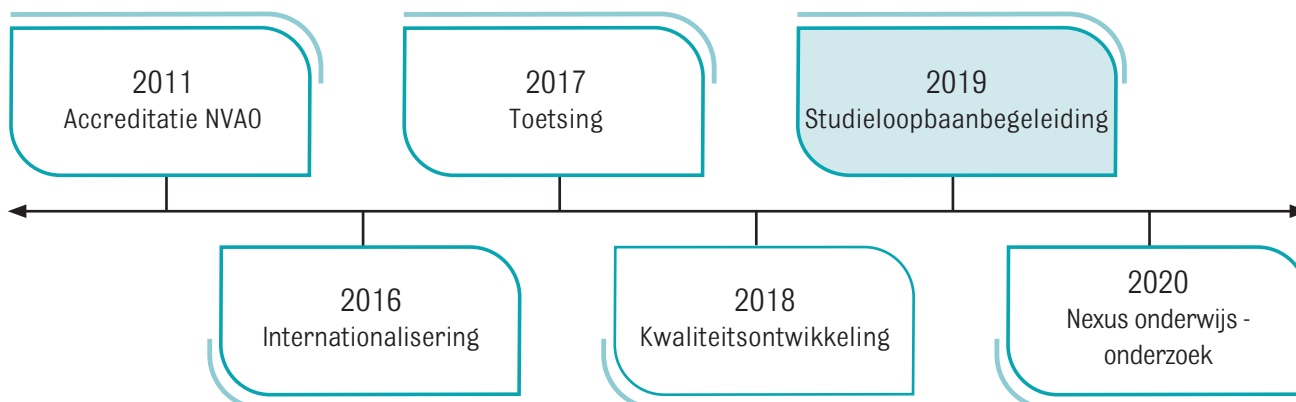 2011
Accreditatie NVAO
2017
Toetsing
2019
Studieloopbaanbegeleiding
2016
Internationalisering
2018
Kwaliteitsontwikkeling
2020
Nexus onderwijs -
onderzoek